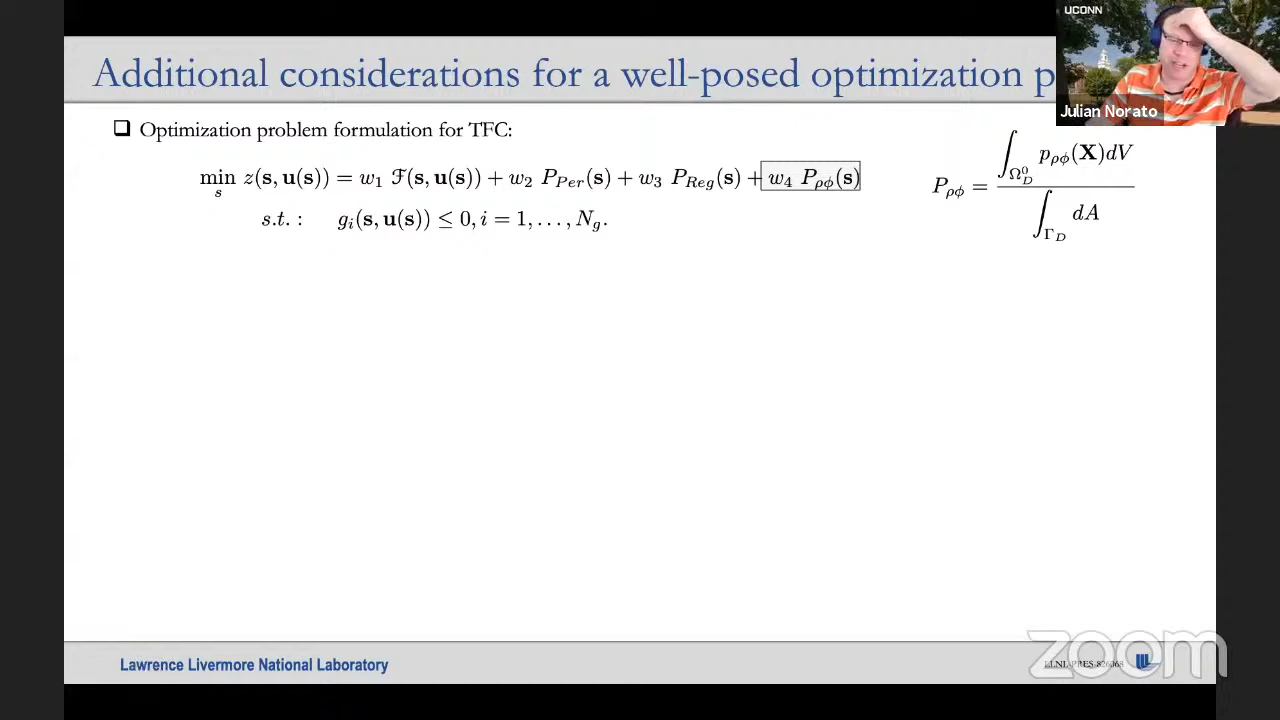 UCONN
Additional considerations for a well-posed optimization p
Julian Norato
❑ Optimization problem formulation for TFC:
min_s z(𝐬, 𝐮(𝐬)) = w₁ ℱ(𝐬, 𝐮(𝐬)) + w₂ P_Per(𝐬) + w₃ P_Reg(𝐬) + w₄ P_ρϕ(𝐬)
s.t. : g_i(𝐬, 𝐮(𝐬)) ≤ 0, i = 1, . . . , N_g.
P_ρϕ = ∫_{Ω_D^0} p_ρϕ(𝐗)dV / ∫_{Γ_D} dA
Lawrence Livermore National Laboratory
zoom